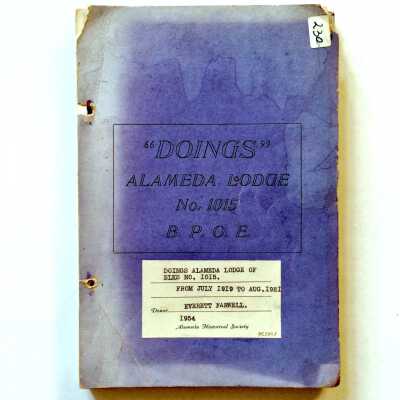 230
"DOINGS"
ALAMEDA LODGE
No. 1015
B. P. O. E.
DOINGS ALAMEDA LODGE OF
ELKS NO. 1015.
FROM JULY 1919 TO AUG.1921
EVERETT FARWELL.
Donor
1954
Alameda Historical Society